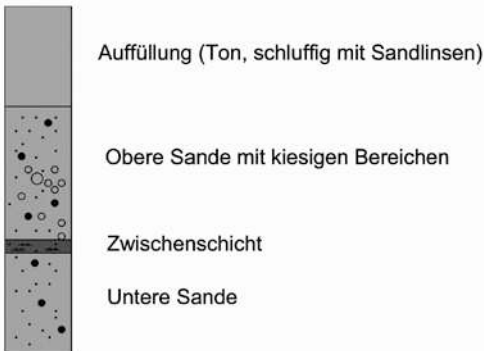 Auffüllung (Ton, schluffig mit Sandlinsen)
Obere Sande mit kiesigen Bereichen
Zwischenschicht
Untere Sande